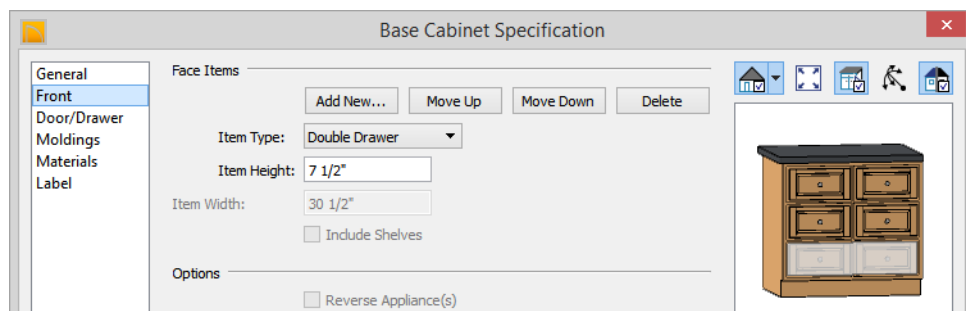 Base Cabinet Specification
General
Front
Door/Drawer
Moldings
Materials
Label
Face Items
Add New... Move Up Move Down Delete
Item Type: Double Drawer
Item Height: 7 1/2"
Item Width: 30 1/2"
Include Shelves
Options
Reverse Appliance(s)